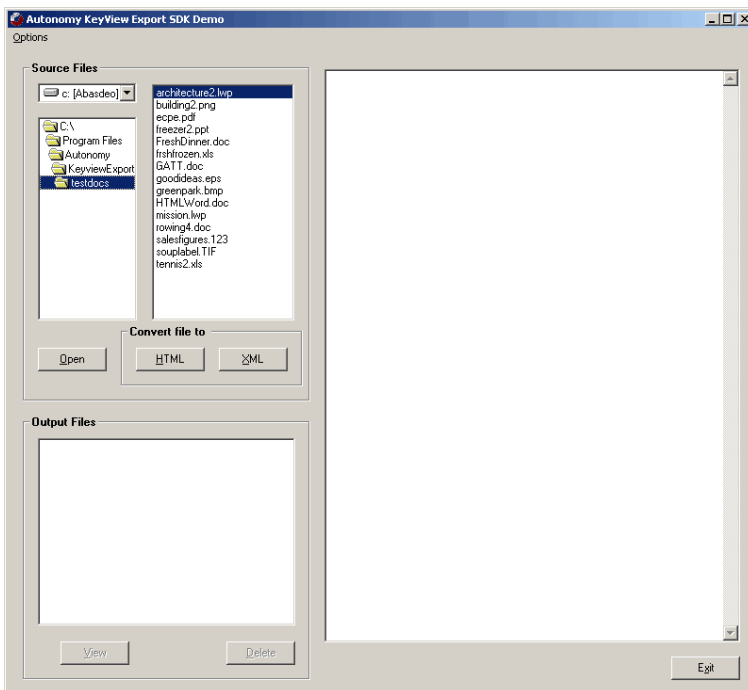 Autonomy KeyView Export SDK Demo
Options
Source Files
c: [Abasdeo]
C:\
Program Files
Autonomy
KeyviewExport
testdocs
architecture2.lwp
building2.png
ecpe.pdf
freezer2.ppt
FreshDinner.doc
frshfrozen.xls
GATT.doc
goodideas.eps
greenpark.bmp
HTMLWord.doc
mission.lwp
rowing4.doc
salesfigures.123
souplabel.TIF
tennis2.xls
Convert file to
Open
HTML
XML
Output Files
View
Delete
Exit